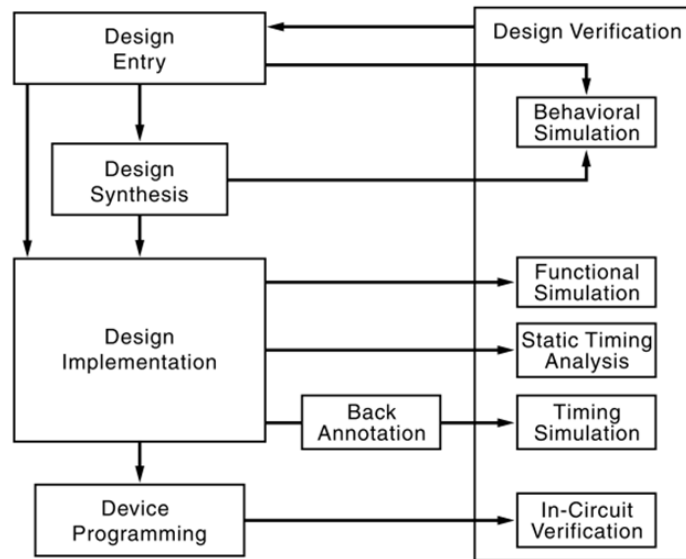 Design
Entry
Design Verification
Behavioral
Simulation
Design
Synthesis
Functional
Simulation
Design
Implementation
Static Timing
Analysis
Back
Annotation
Timing
Simulation
Device
Programming
In-Circuit
Verification